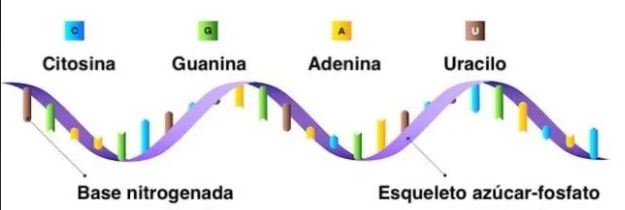 C G A U
Citosina Guanina Adenina Uracilo
Base nitrogenada Esqueleto azúcar-fosfato